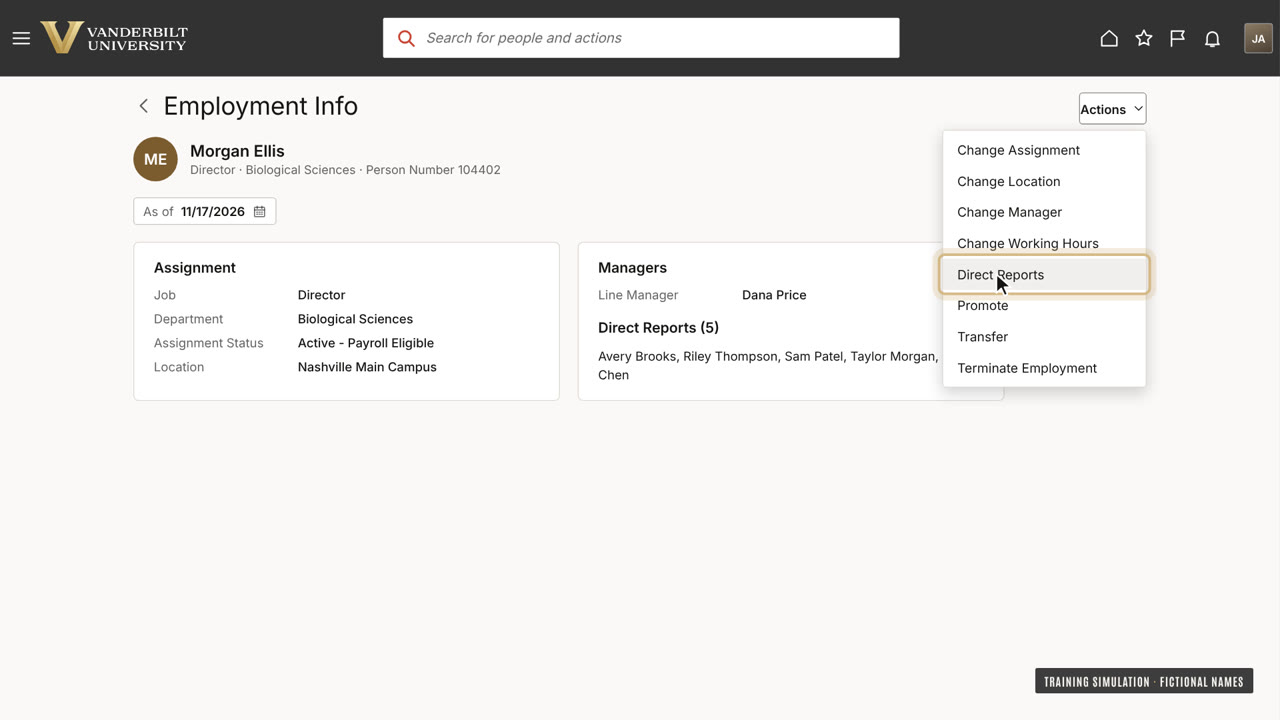 VANDERBILT
UNIVERSITY
Search for people and actions
JA
Employment Info
Actions
ME
Morgan Ellis
Director · Biological Sciences · Person Number 104402
As of 11/17/2026
Change Assignment
Change Location
Change Manager
Change Working Hours
Direct Reports
Promote
Transfer
Terminate Employment
Assignment
Job Director
Department Biological Sciences
Assignment Status Active - Payroll Eligible
Location Nashville Main Campus
Managers
Line Manager Dana Price
Direct Reports (5)
Avery Brooks, Riley Thompson, Sam Patel, Taylor Morgan,
Chen
TRAINING SIMULATION · FICTIONAL NAMES